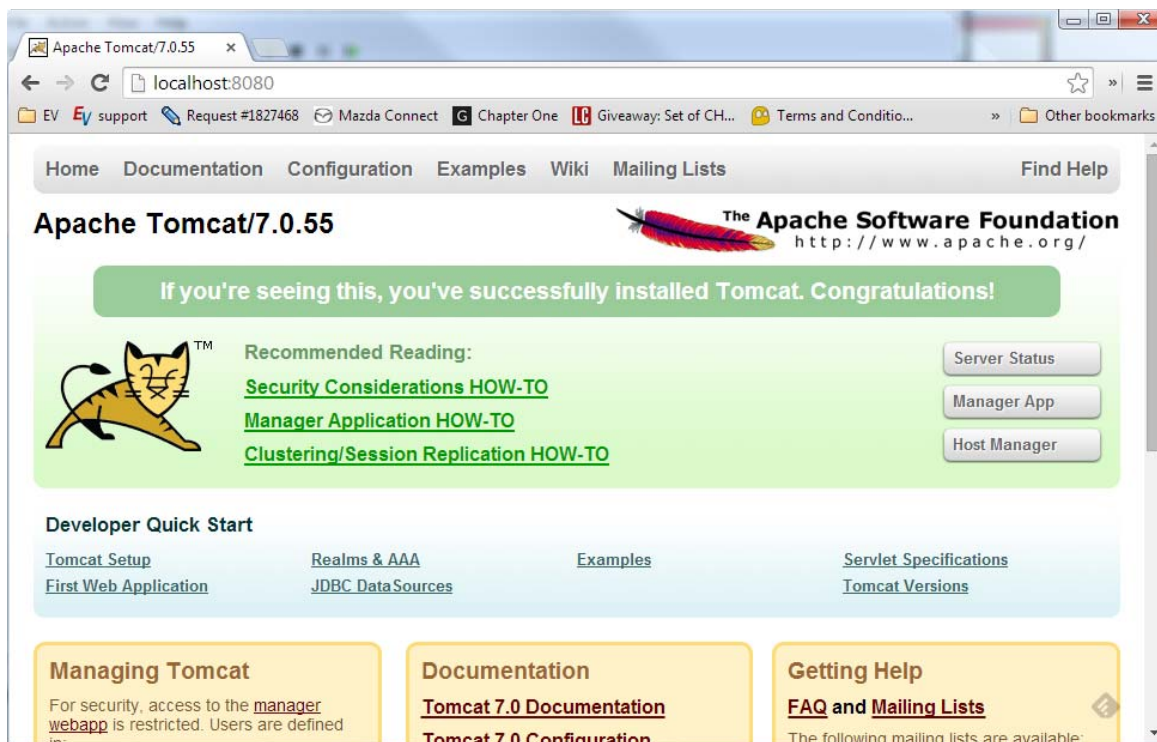 Apache Tomcat/7.0.55
localhost:8080
EV EV support Request #1827468 Mazda Connect G Chapter One LC Giveaway: Set of CH... Terms and Conditio... » Other bookmarks
Home Documentation Configuration Examples Wiki Mailing Lists Find Help
Apache Tomcat/7.0.55
The Apache Software Foundation
http://www.apache.org/
If you're seeing this, you've successfully installed Tomcat. Congratulations!
TM
Recommended Reading:
Security Considerations HOW-TO
Manager Application HOW-TO
Clustering/Session Replication HOW-TO
Server Status
Manager App
Host Manager
Developer Quick Start
Tomcat Setup
First Web Application
Realms & AAA
JDBC DataSources
Examples
Servlet Specifications
Tomcat Versions
Managing Tomcat
For security, access to the manager
webapp is restricted. Users are defined
in:
Documentation
Tomcat 7.0 Documentation
Tomcat 7.0 Configuration
Getting Help
FAQ and Mailing Lists
The following mailing lists are available: